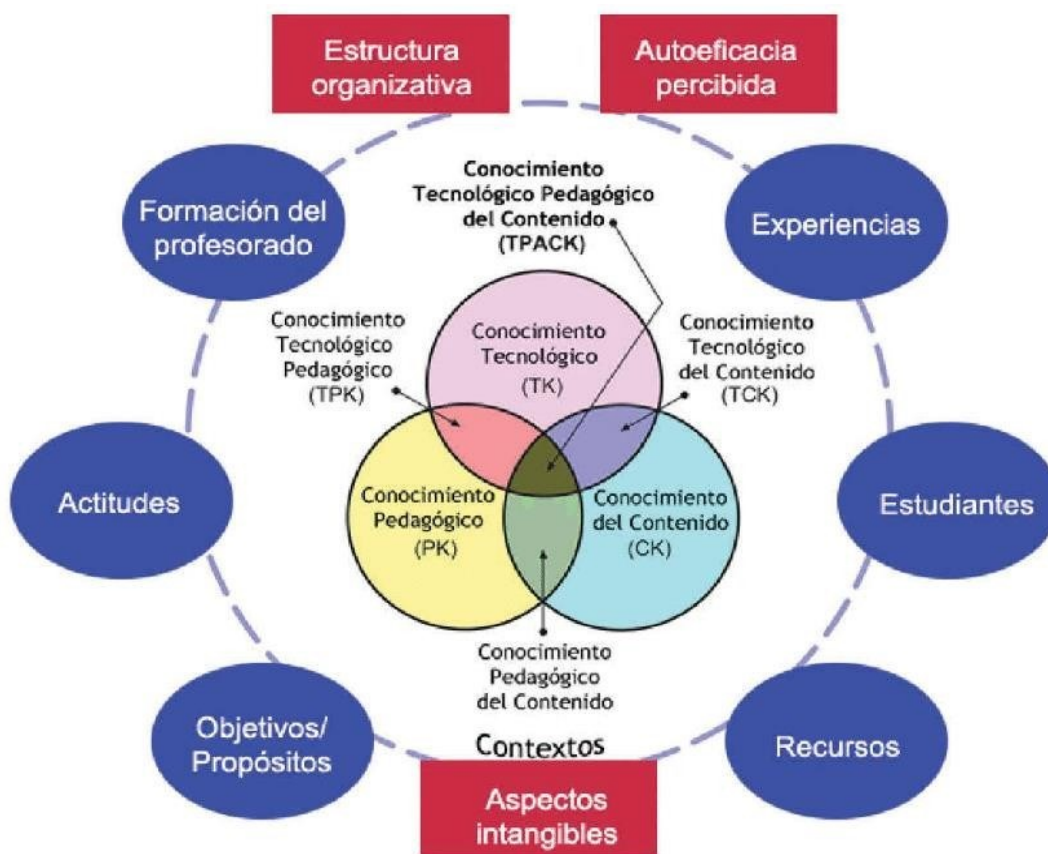 Estructura
organizativa
Autoeficacia
percibida
Formación del
profesorado
Conocimiento
Tecnológico Pedagógico
del Contenido
(TPACK)
Experiencias
Conocimiento
Tecnológico
Pedagógico
(TPK)
Conocimiento
Tecnológico
(TK)
Conocimiento
Tecnológico
del Contenido
(TCK)
Actitudes
Conocimiento
Pedagógico
(PK)
Conocimiento
del Contenido
(CK)
Estudiantes
Conocimiento
Pedagógico
del Contenido
Objetivos/
Propósitos
Contextos
Recursos
Aspectos
intangibles